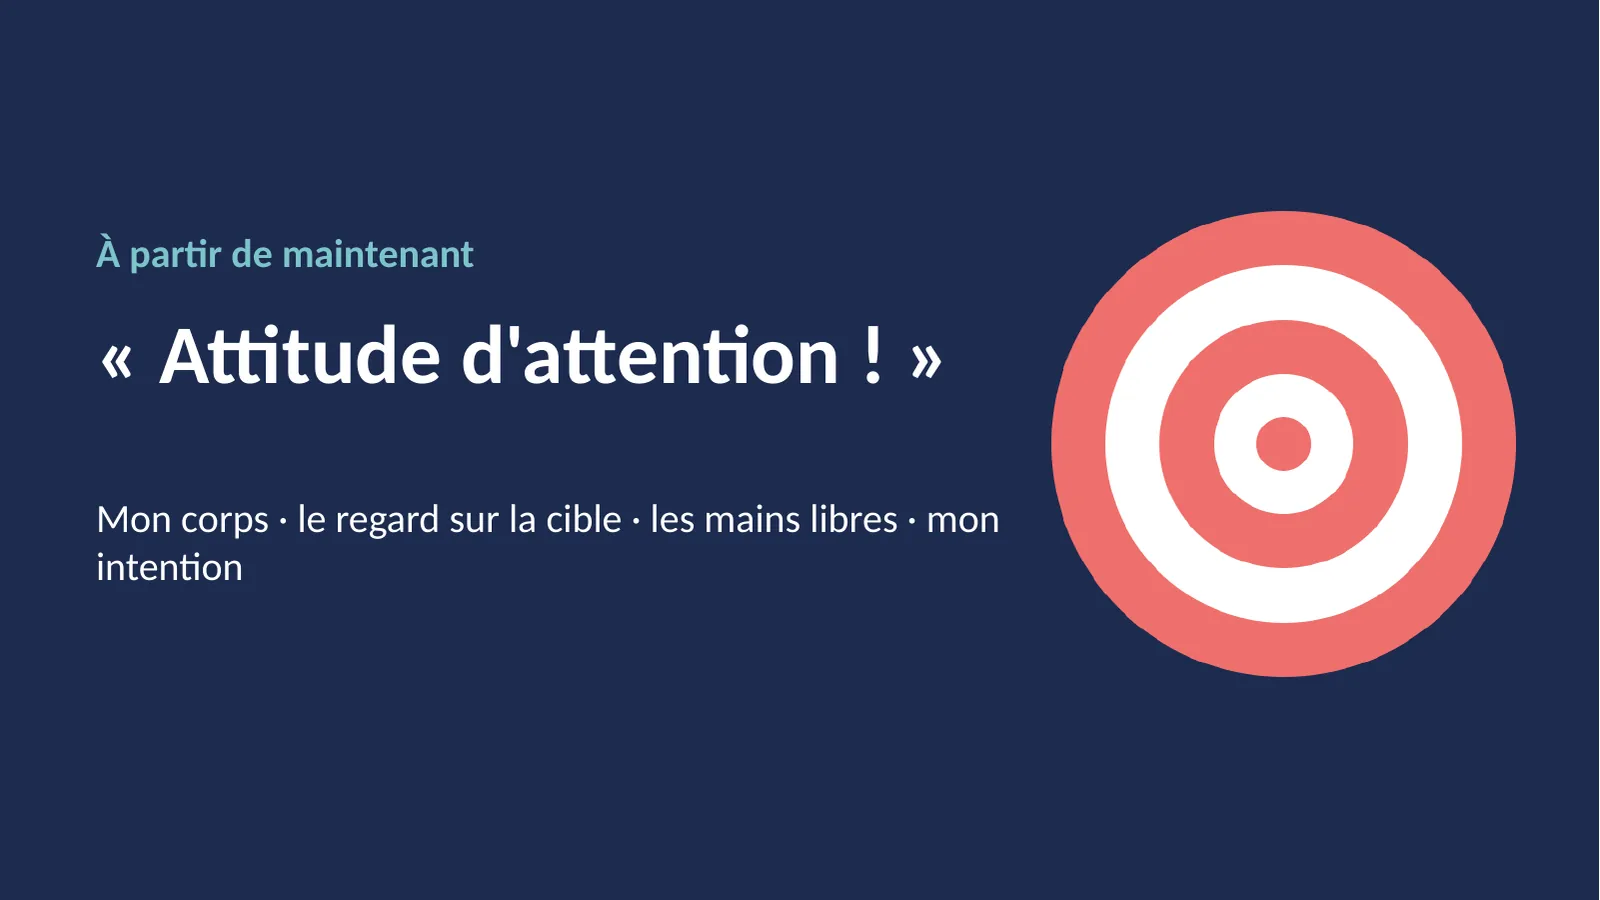 À partir de maintenant
« Attitude d'attention ! »
Mon corps · le regard sur la cible · les mains libres · mon
intention